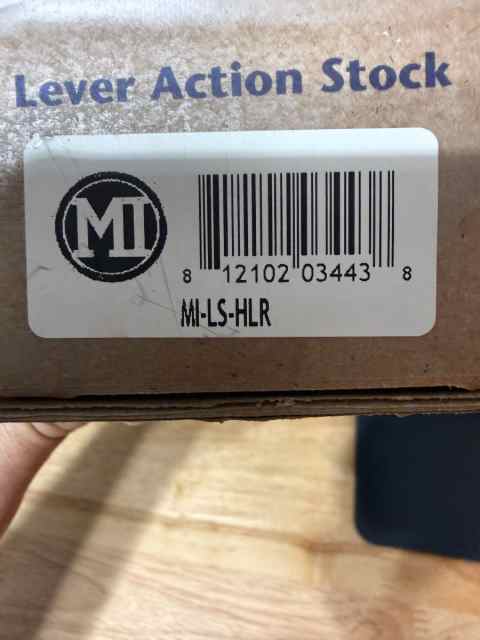 Lever Action Stock
MI
8 12102 03443 8
MI-LS-HLR